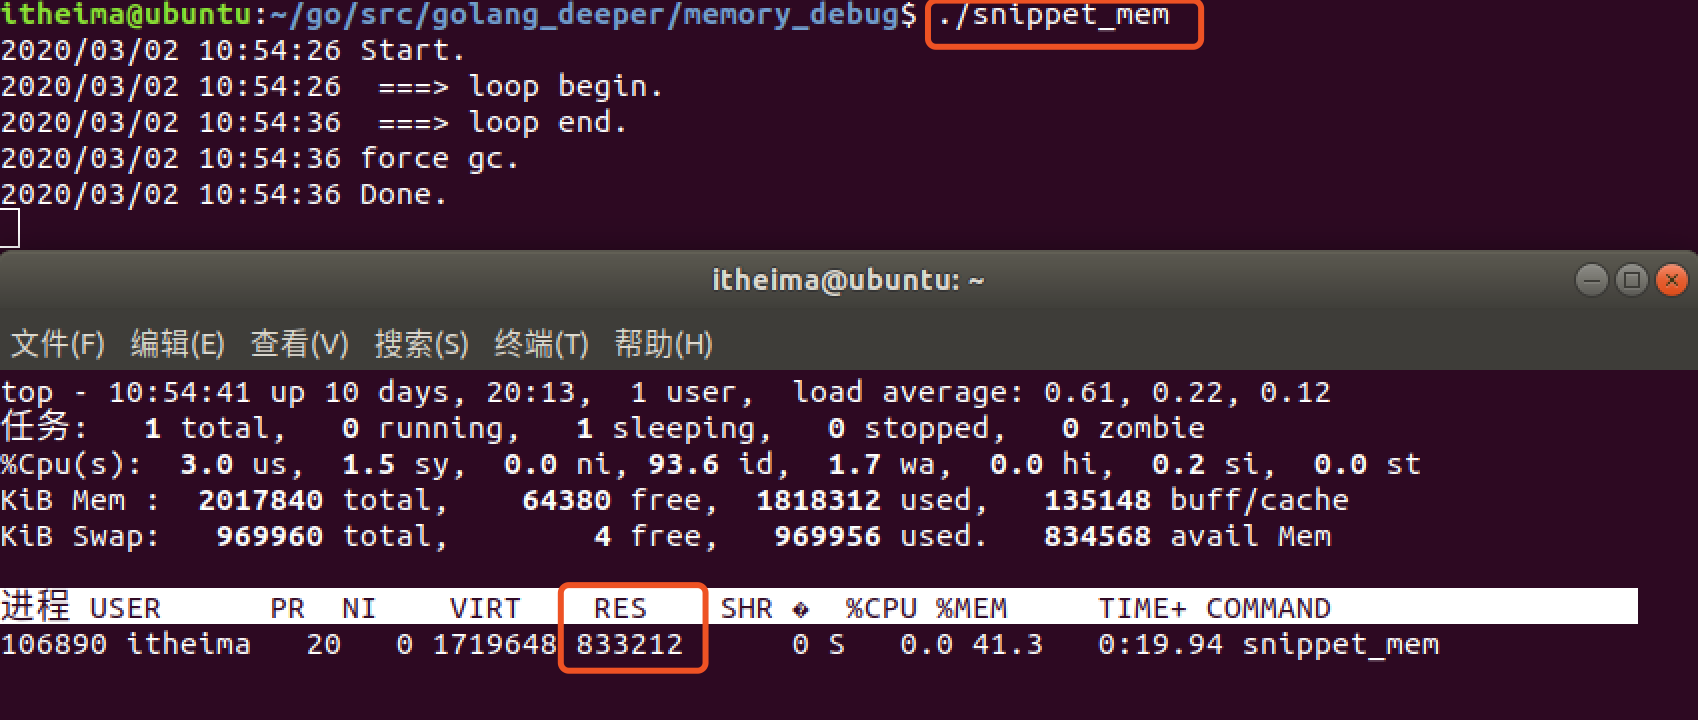 itheima@ubuntu:~/go/src/golang_deeper/memory_debug$ ./snippet_mem
2020/03/02 10:54:26 Start.
2020/03/02 10:54:26  ===> loop begin.
2020/03/02 10:54:36  ===> loop end.
2020/03/02 10:54:36 force gc.
2020/03/02 10:54:36 Done.
itheima@ubuntu: ~
文件(F) 编辑(E) 查看(V) 搜索(S) 终端(T) 帮助(H)
top - 10:54:41 up 10 days, 20:13,  1 user,  load average: 0.61, 0.22, 0.12
任务:   1 total,   0 running,   1 sleeping,   0 stopped,   0 zombie
%Cpu(s):  3.0 us,  1.5 sy,  0.0 ni, 93.6 id,  1.7 wa,  0.0 hi,  0.2 si,  0.0 st
KiB Mem :  2017840 total,    64380 free,  1818312 used,   135148 buff/cache
KiB Swap:   969960 total,        4 free,   969956 used.   834568 avail Mem
进程 USER      PR  NI    VIRT    RES    SHR �  %CPU %MEM     TIME+ COMMAND
106890 itheima   20   0 1719648 833212      0 S   0.0 41.3   0:19.94 snippet_mem